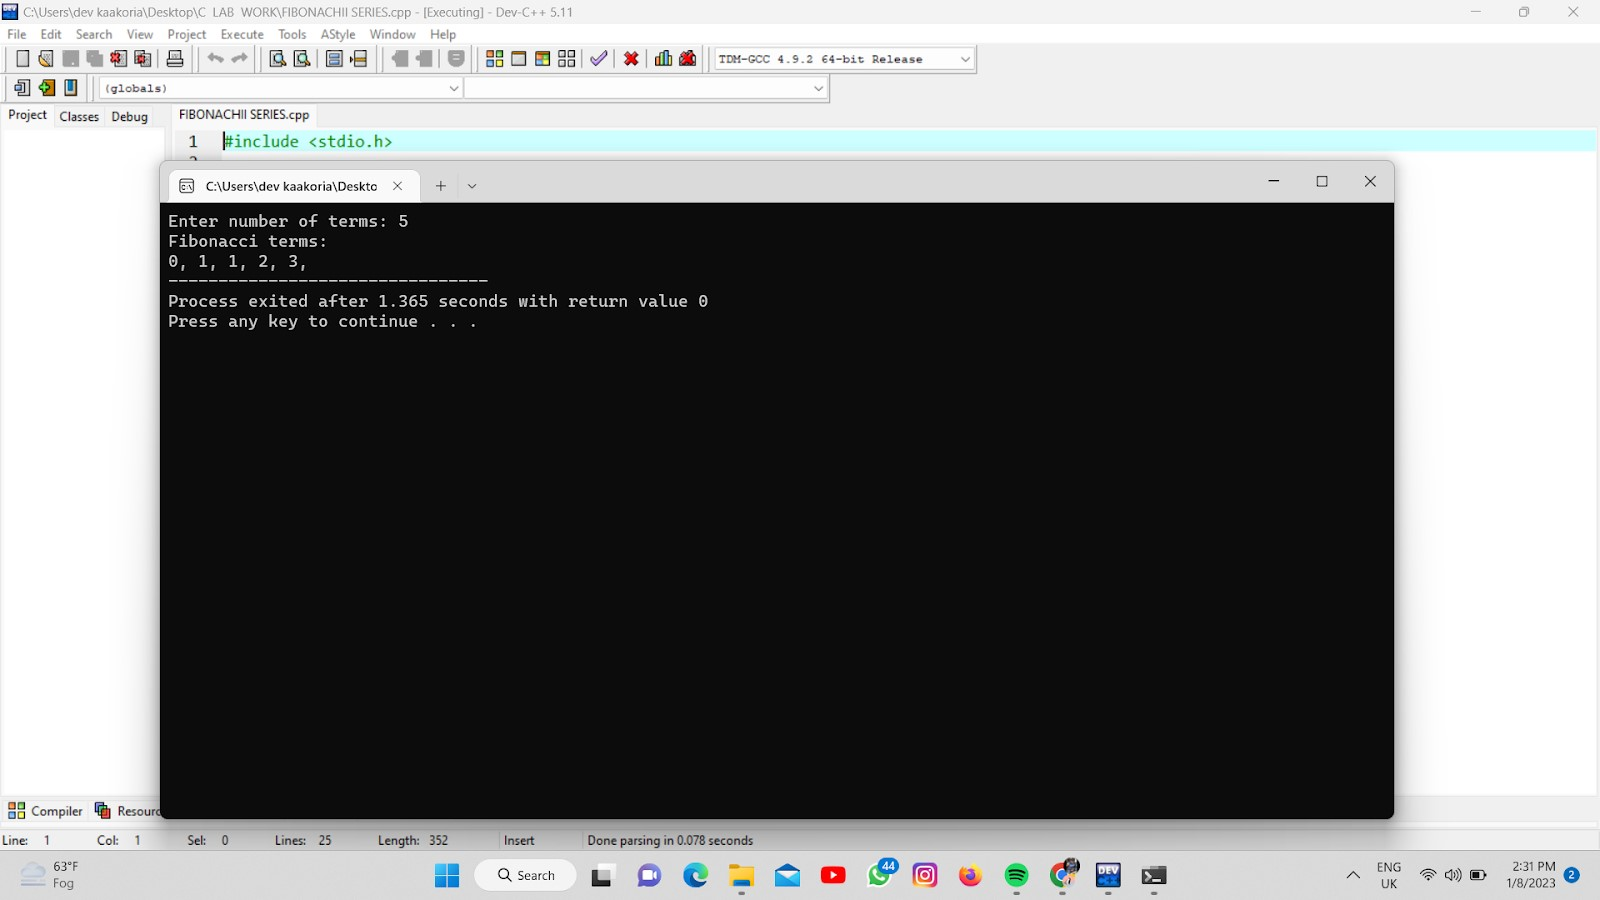 C:\Users\dev kaakoria\Desktop\C LAB WORK\FIBONACHII SERIES.cpp - [Executing] - Dev-C++ 5.11
File Edit Search View Project Execute Tools AStyle Window Help
TDM-GCC 4.9.2 64-bit Release
(globals)
Project Classes Debug FIBONACHII SERIES.cpp
1 #include <stdio.h>
C:\Users\dev kaakoria\Deskto
Enter number of terms: 5
Fibonacci terms:
0, 1, 1, 2, 3,
--------------------------------
Process exited after 1.365 seconds with return value 0
Press any key to continue . . .
Compiler Resourc
Line: 1 Col: 1 Sel: 0 Lines: 25 Length: 352 Insert Done parsing in 0.078 seconds
63°F
Fog
Search
44
DEV
ENG
UK
2:31 PM
1/8/2023
2